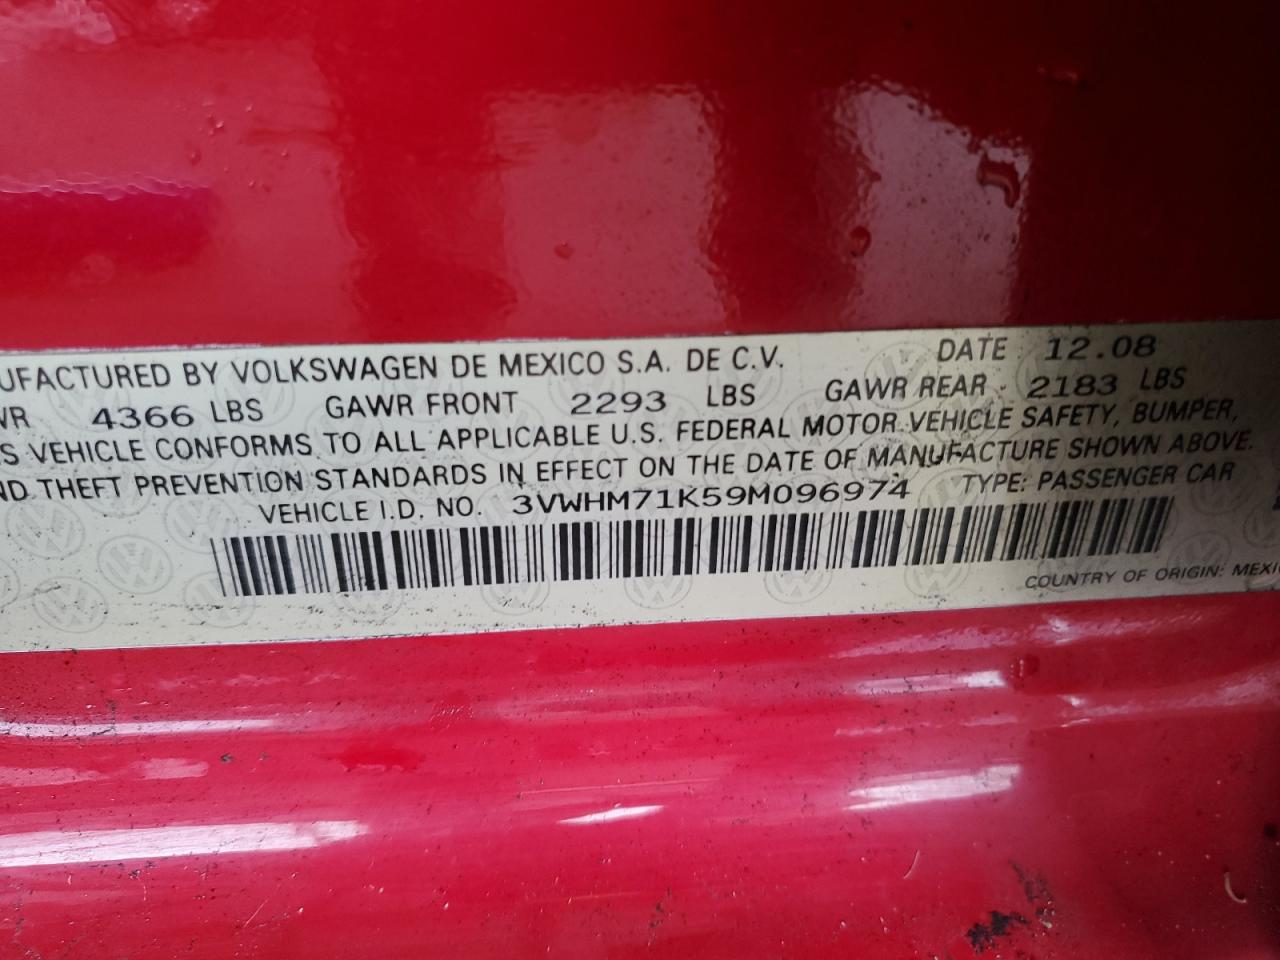 UFACTURED BY VOLKSWAGEN DE MEXICO S.A. DE C.V. DATE 12.08
WR 4366 LBS GAWR FRONT 2293 LBS GAWR REAR 2183 LBS
S VEHICLE CONFORMS TO ALL APPLICABLE U.S. FEDERAL MOTOR VEHICLE SAFETY, BUMPER,
ND THEFT PREVENTION STANDARDS IN EFFECT ON THE DATE OF MANUFACTURE SHOWN ABOVE.
VEHICLE I.D. NO. 3VWHM71K59M096974 TYPE: PASSENGER CAR
COUNTRY OF ORIGIN: MEXI